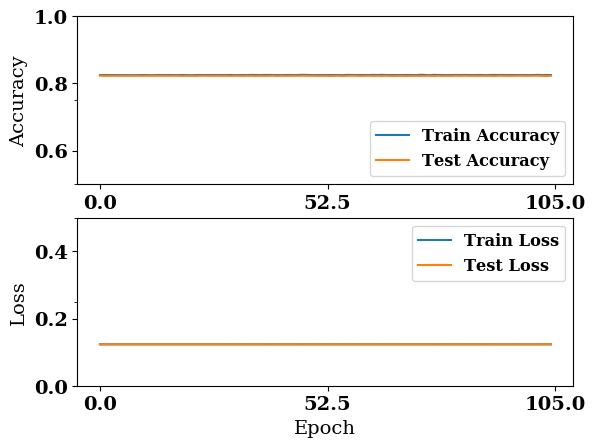 1.0
0.8
0.6
Accuracy
Train Accuracy
Test Accuracy
0.0 52.5 105.0
0.4
0.2
0.0
Loss
Train Loss
Test Loss
0.0 52.5 105.0
Epoch